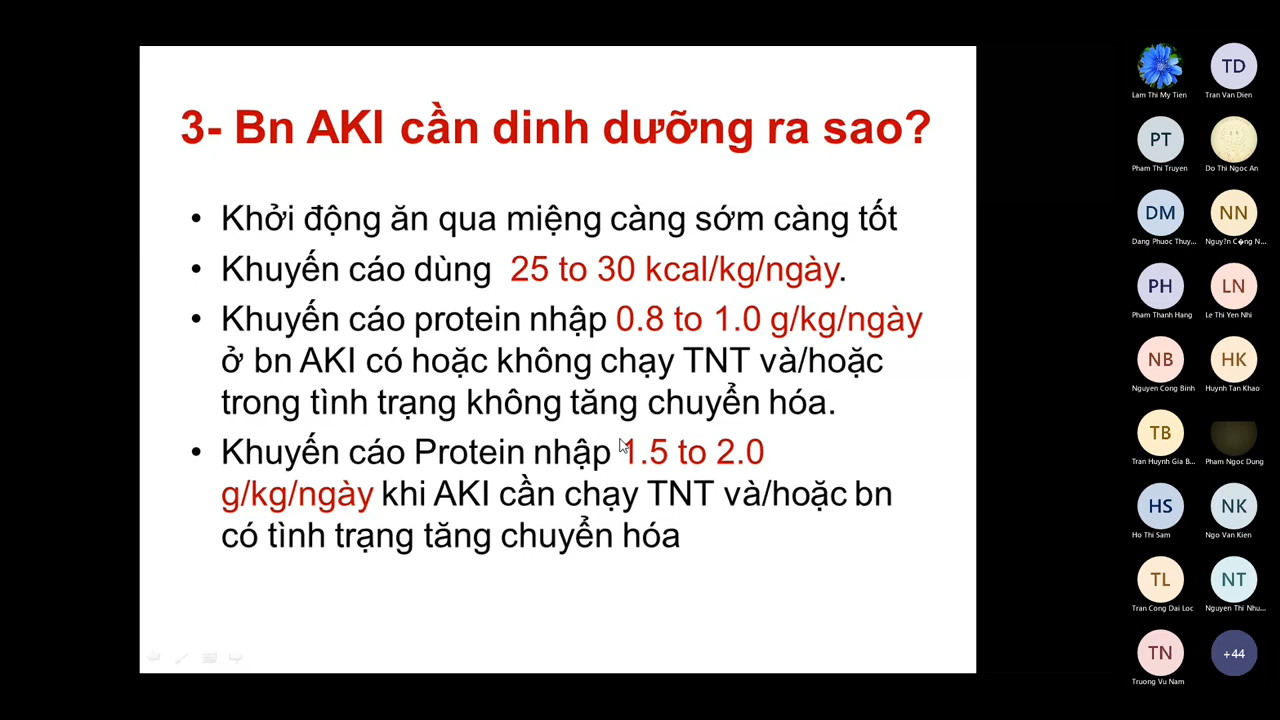 3- Bn AKI cần dinh dưỡng ra sao?
• Khởi động ăn qua miệng càng sớm càng tốt
• Khuyến cáo dùng 25 to 30 kcal/kg/ngày.
• Khuyến cáo protein nhập 0.8 to 1.0 g/kg/ngày
ở bn AKI có hoặc không chạy TNT và/hoặc
trong tình trạng không tăng chuyển hóa.
• Khuyến cáo Protein nhập 1.5 to 2.0
g/kg/ngày khi AKI cần chạy TNT và/hoặc bn
có tình trạng tăng chuyển hóa
TD
Lam Thi My Tien
Tran Van Dien
PT
Pham Thi Truyen
Do Thi Ngoc An
DM
NN
Dang Phuoc Thuy...
Nguy?n C�ng N...
PH
LN
Pham Thanh Hang
Le Thi Yen Nhi
NB
HK
Nguyen Cong Binh
Huynh Tan Khao
TB
Tran Huynh Gia B...
Pham Ngoc Dung
HS
NK
Ho Thi Sam
Ngo Van Kien
TL
NT
Tran Cong Dai Loc
Nguyen Thi Nhu...
TN
+44
Truong Vu Nam